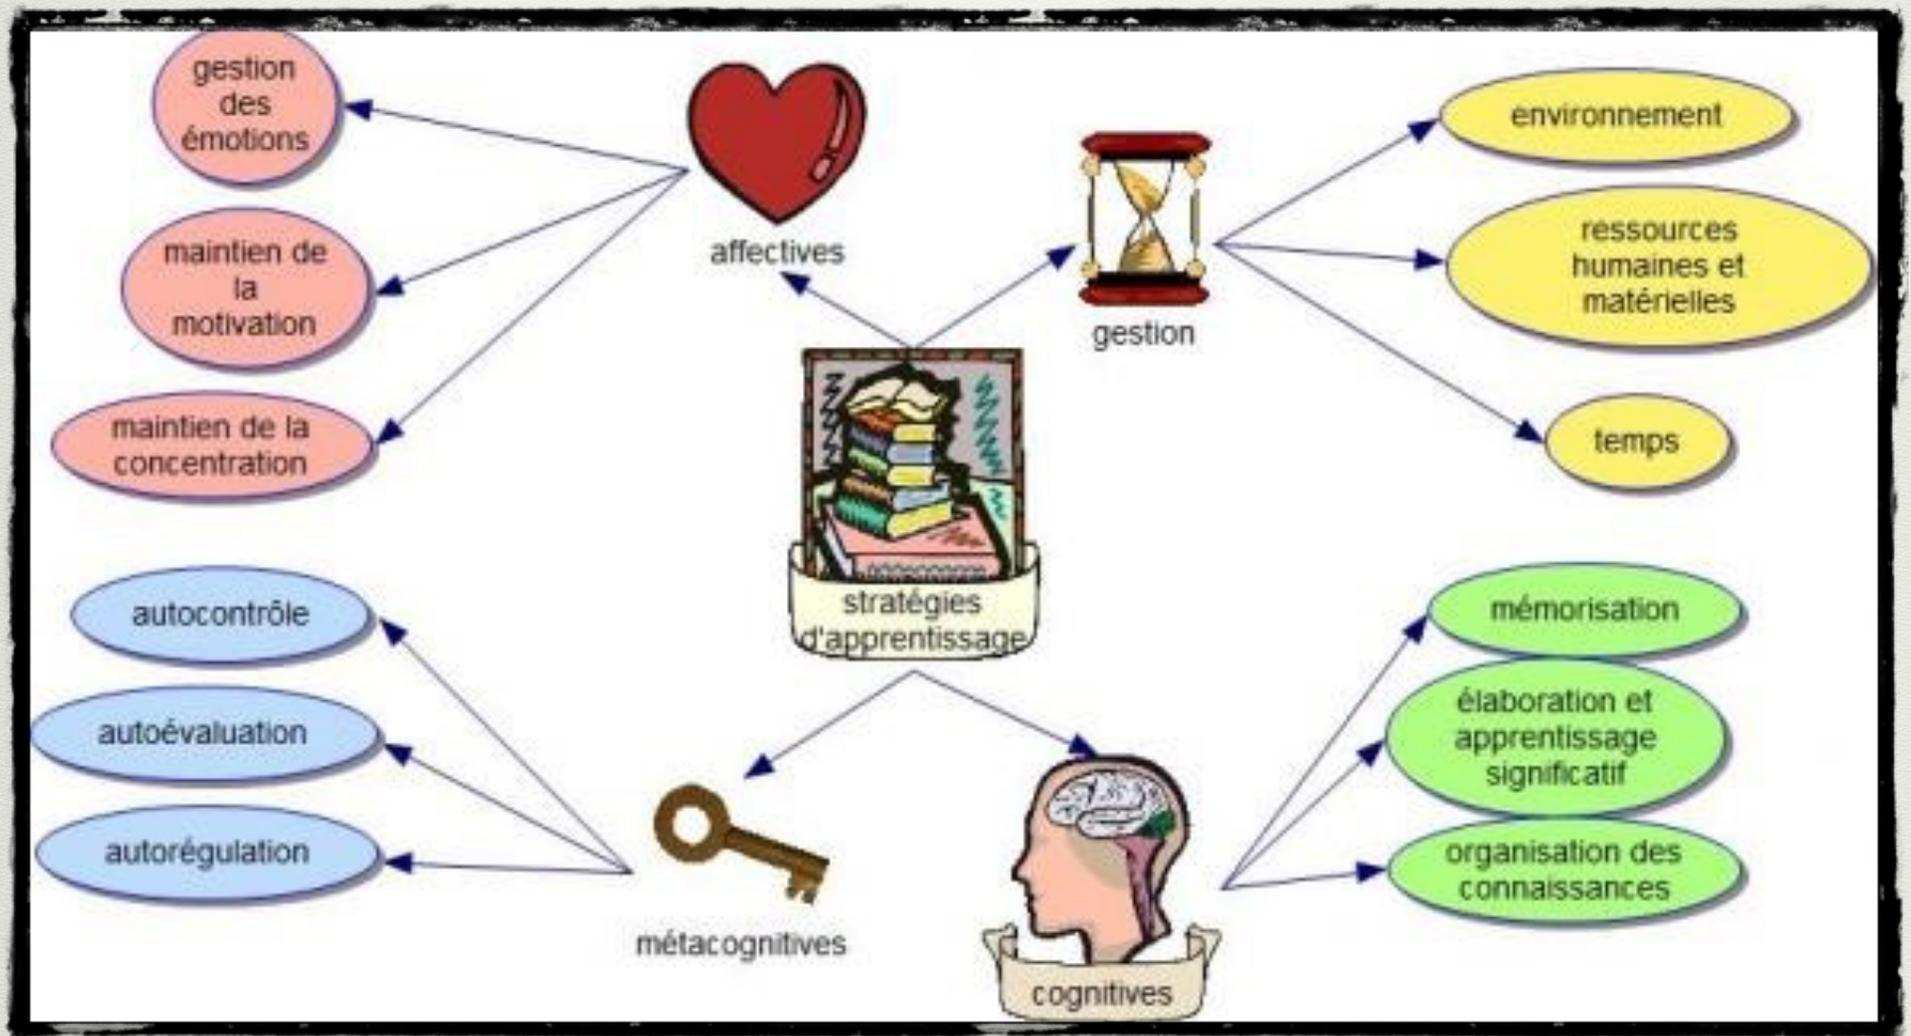 gestion
des
émotions
maintien de
la
motivation
maintien de la
concentration
affectives
gestion
environnement
ressources
humaines et
matérielles
temps
stratégies
d'apprentissage
autocontrôle
autoévaluation
autorégulation
métacognitives
cognitives
mémorisation
élaboration et
apprentissage
significatif
organisation des
connaissances